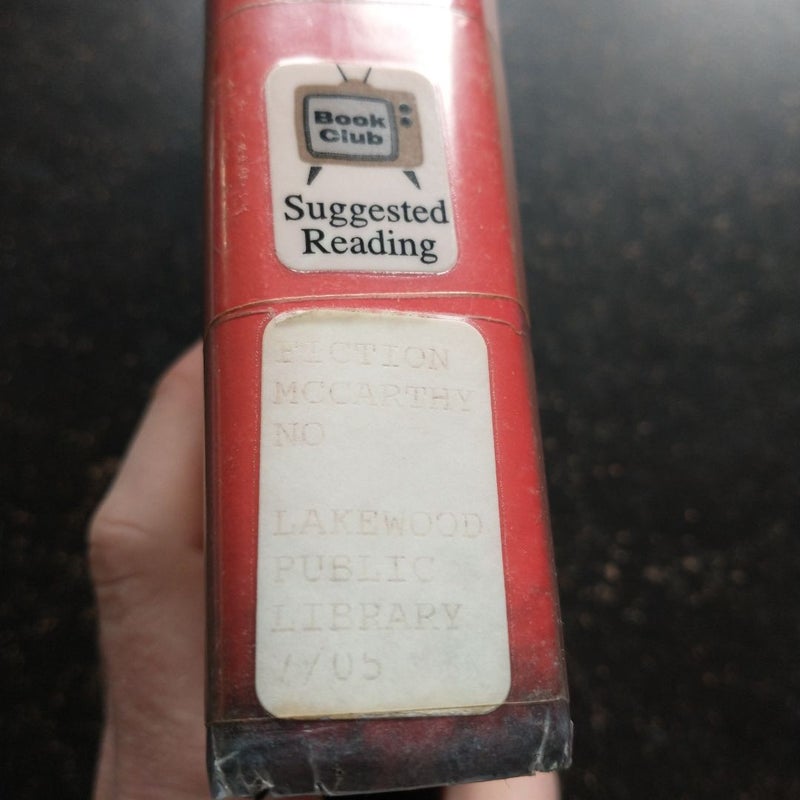 Book
Club
Suggested
Reading
FICTION
MCCARTHY
NO
LAKEWOOD
PUBLIC
LIBRARY
7/05